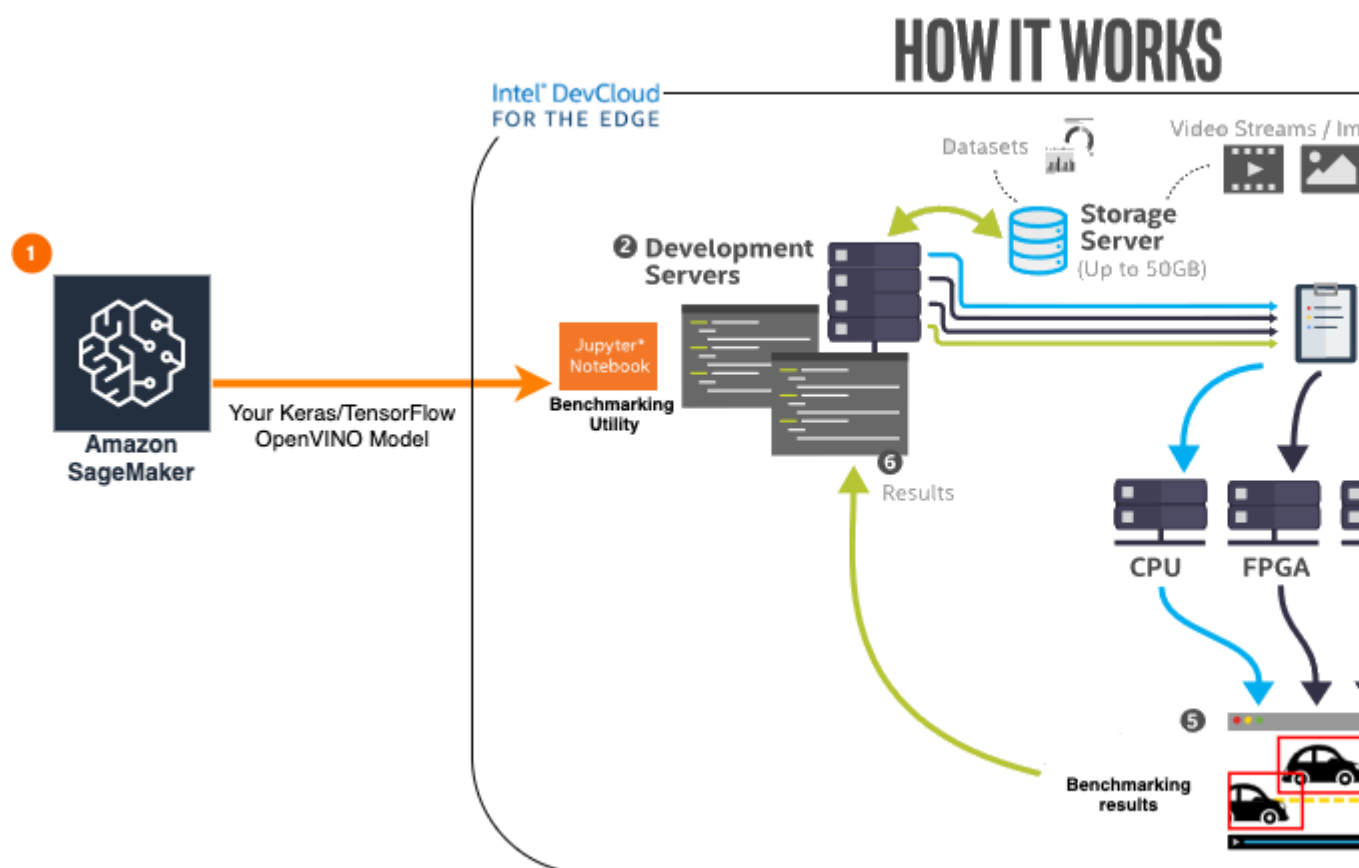 HOW IT WORKS
Intel® DevCloud
FOR THE EDGE
Datasets
Video Streams / Im
1
2 Development
Servers
Storage
Server
(Up to 50GB)
Jupyter*
Notebook
Benchmarking
Utility
Your Keras/TensorFlow
OpenVINO Model
Amazon
SageMaker
6
Results
CPU
FPGA
5
Benchmarking
results